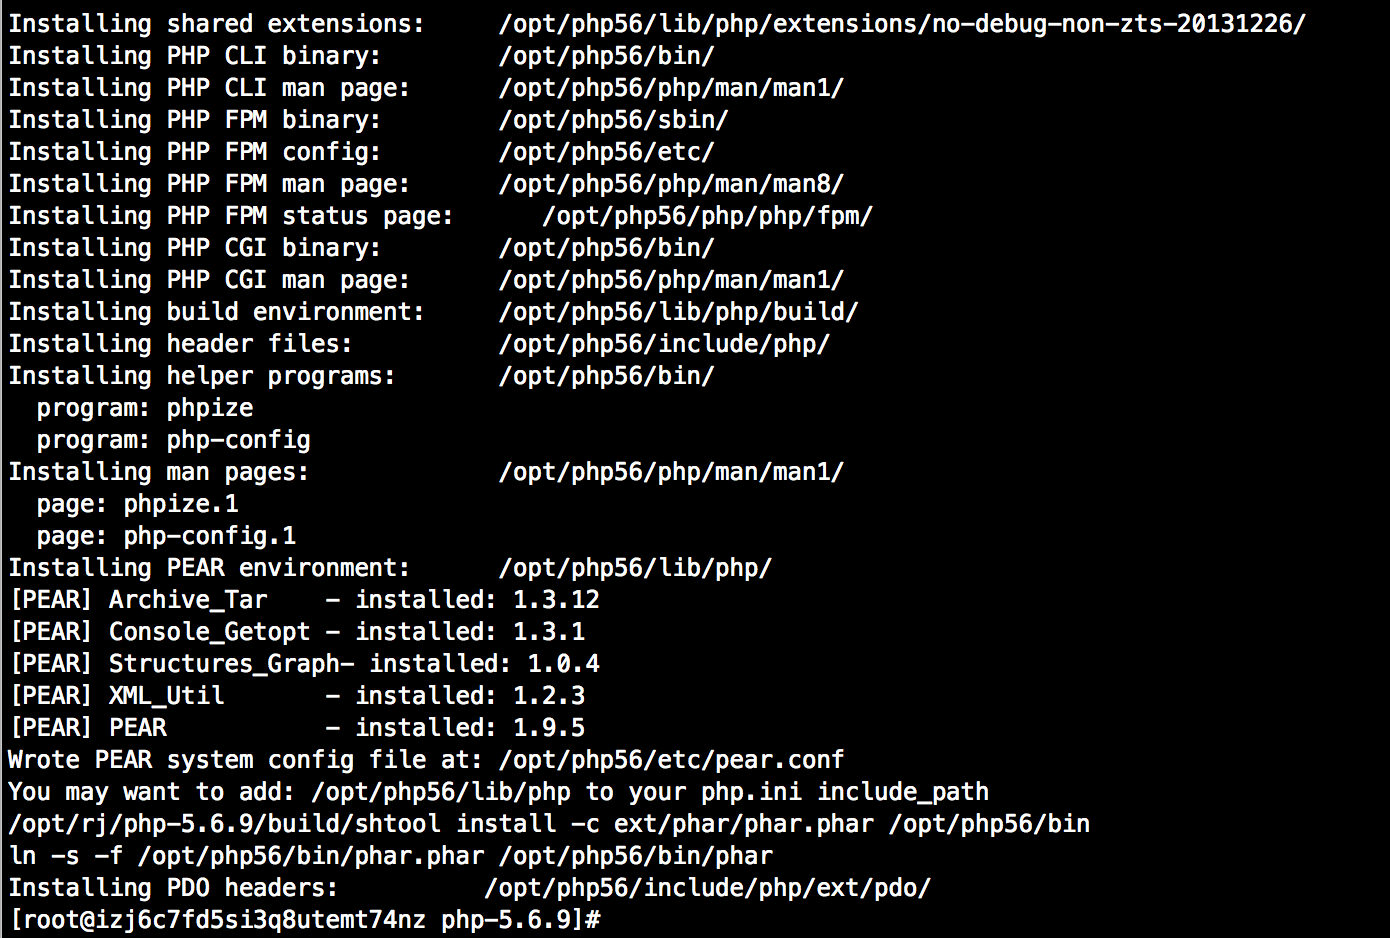 Installing shared extensions:     /opt/php56/lib/php/extensions/no-debug-non-zts-20131226/
Installing PHP CLI binary:        /opt/php56/bin/
Installing PHP CLI man page:      /opt/php56/php/man/man1/
Installing PHP FPM binary:        /opt/php56/sbin/
Installing PHP FPM config:        /opt/php56/etc/
Installing PHP FPM man page:      /opt/php56/php/man/man8/
Installing PHP FPM status page:      /opt/php56/php/php/fpm/
Installing PHP CGI binary:        /opt/php56/bin/
Installing PHP CGI man page:      /opt/php56/php/man/man1/
Installing build environment:     /opt/php56/lib/php/build/
Installing header files:          /opt/php56/include/php/
Installing helper programs:       /opt/php56/bin/
  program: phpize
  program: php-config
Installing man pages:             /opt/php56/php/man/man1/
  page: phpize.1
  page: php-config.1
Installing PEAR environment:      /opt/php56/lib/php/
[PEAR] Archive_Tar    - installed: 1.3.12
[PEAR] Console_Getopt - installed: 1.3.1
[PEAR] Structures_Graph- installed: 1.0.4
[PEAR] XML_Util       - installed: 1.2.3
[PEAR] PEAR           - installed: 1.9.5
Wrote PEAR system config file at: /opt/php56/etc/pear.conf
You may want to add: /opt/php56/lib/php to your php.ini include_path
/opt/rj/php-5.6.9/build/shtool install -c ext/phar/phar.phar /opt/php56/bin
ln -s -f /opt/php56/bin/phar.phar /opt/php56/bin/phar
Installing PDO headers:          /opt/php56/include/php/ext/pdo/
[root@izj6c7fd5si3q8utemt74nz php-5.6.9]#